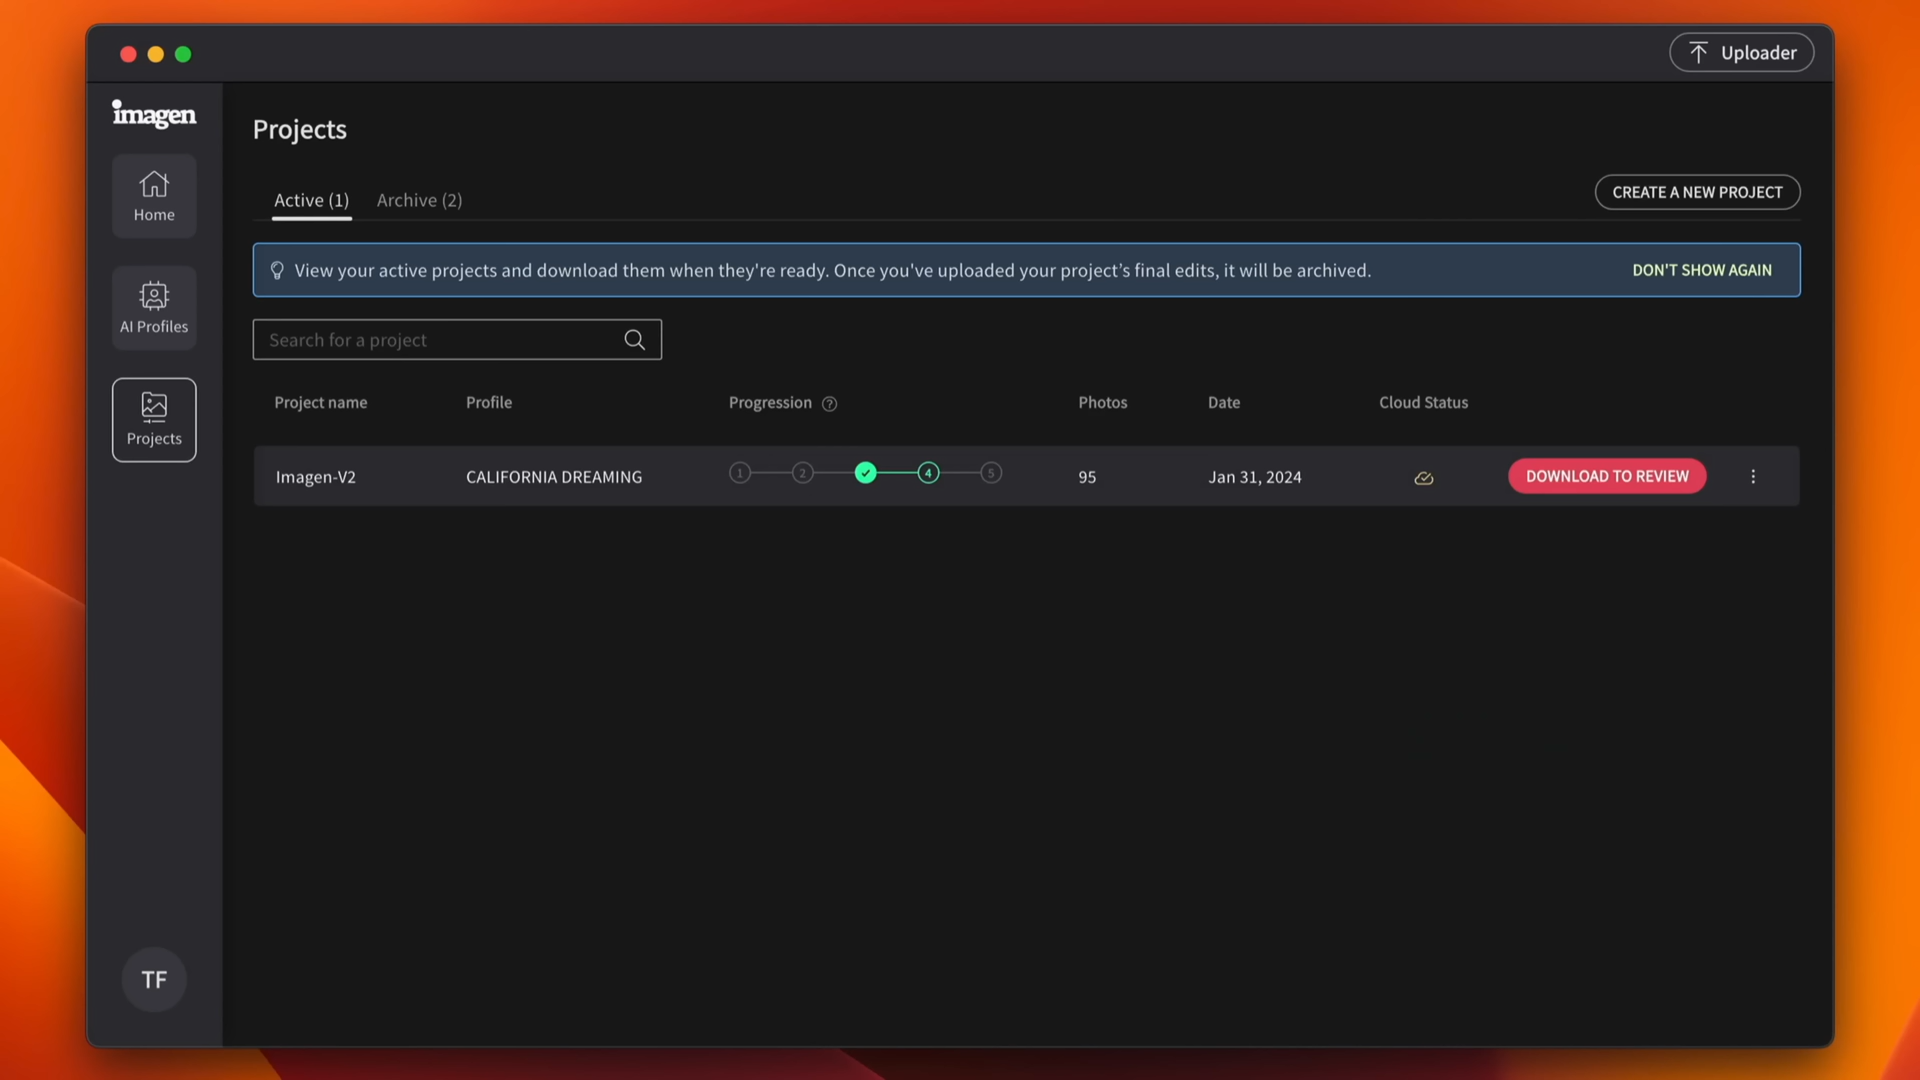 Uploader
imagen
Home
AI Profiles
Projects
TF
Projects
Active (1) Archive (2)
CREATE A NEW PROJECT
View your active projects and download them when they're ready. Once you've uploaded your project’s final edits, it will be archived. DON'T SHOW AGAIN
Search for a project
Project name Profile Progression ? Photos Date Cloud Status
Imagen-V2 CALIFORNIA DREAMING 1 2 4 5 95 Jan 31, 2024 DOWNLOAD TO REVIEW